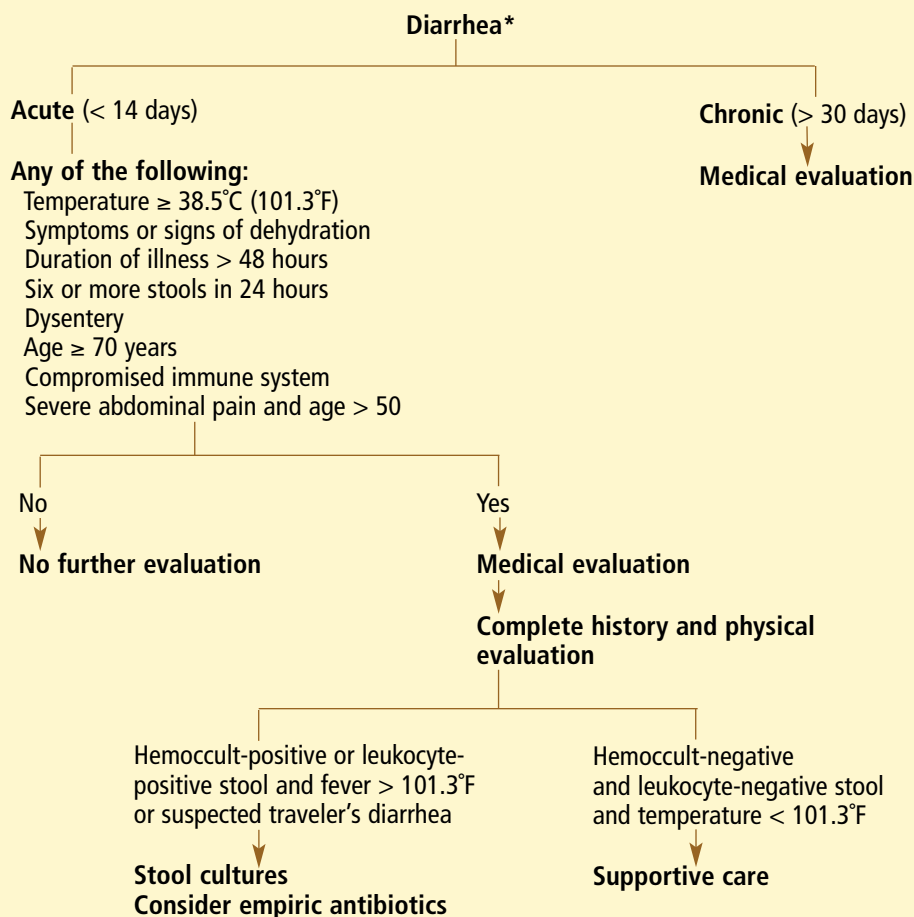 Diarrhea*
Acute (< 14 days)
Chronic (> 30 days)
Medical evaluation
Any of the following:
Temperature ≥ 38.5˚C (101.3˚F)
Symptoms or signs of dehydration
Duration of illness > 48 hours
Six or more stools in 24 hours
Dysentery
Age ≥ 70 years
Compromised immune system
Severe abdominal pain and age > 50
No
No further evaluation
Yes
Medical evaluation
Complete history and physical
evaluation
Hemoccult-positive or leukocyte-
positive stool and fever > 101.3˚F
or suspected traveler's diarrhea
Stool cultures
Consider empiric antibiotics
Hemoccult-negative
and leukocyte-negative stool
and temperature < 101.3˚F
Supportive care